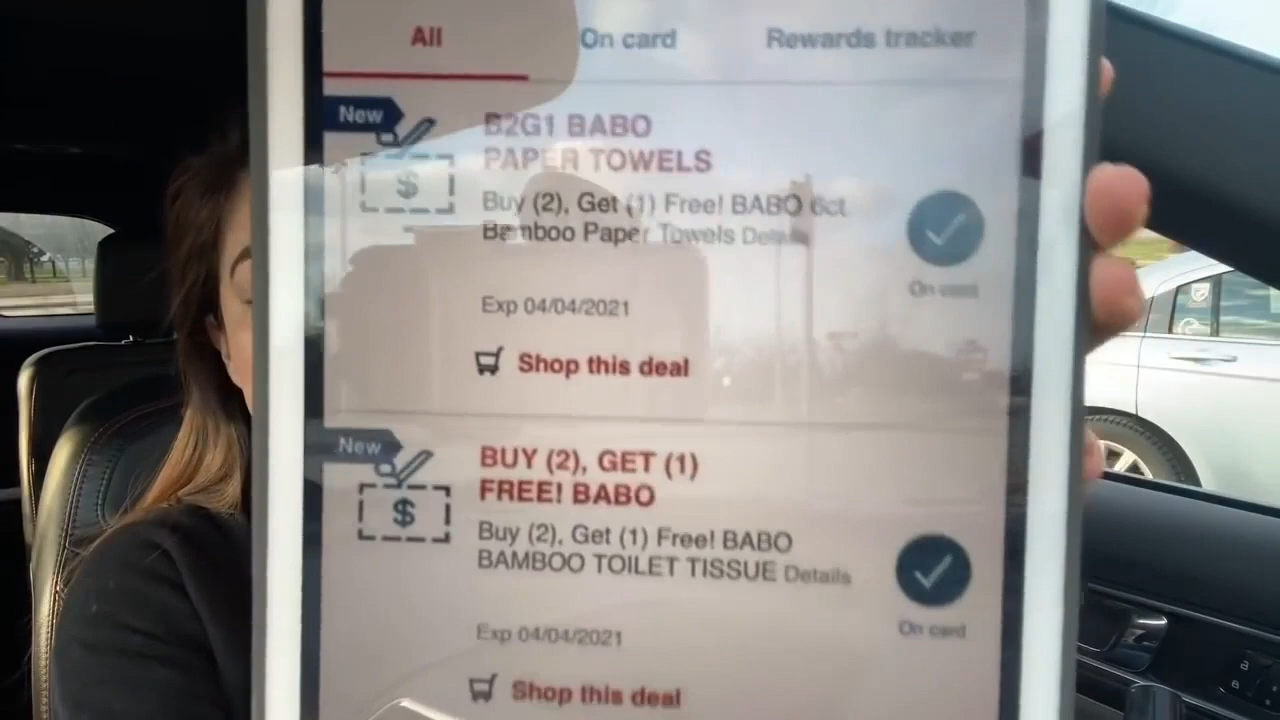 All
On card
Rewards tracker
New
B2G1 BABO
PAPER TOWELS
$
Buy (2), Get (1) Free! BABO 6ct
Bamboo Paper Towels Details
On card
Exp 04/04/2021
Shop this deal
New
BUY (2), GET (1)
FREE! BABO
$
Buy (2), Get (1) Free! BABO
BAMBOO TOILET TISSUE Details
On card
Exp 04/04/2021
Shop this deal